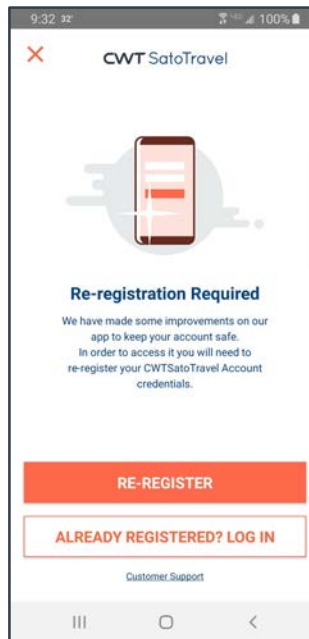 9:32 32° 100%
CWT SatoTravel
Re-registration Required
We have made some improvements on our
app to keep your account safe.
In order to access it you will need to
re-register your CWTSatoTravel Account
credentials.
RE-REGISTER
ALREADY REGISTERED? LOG IN
Customer Support